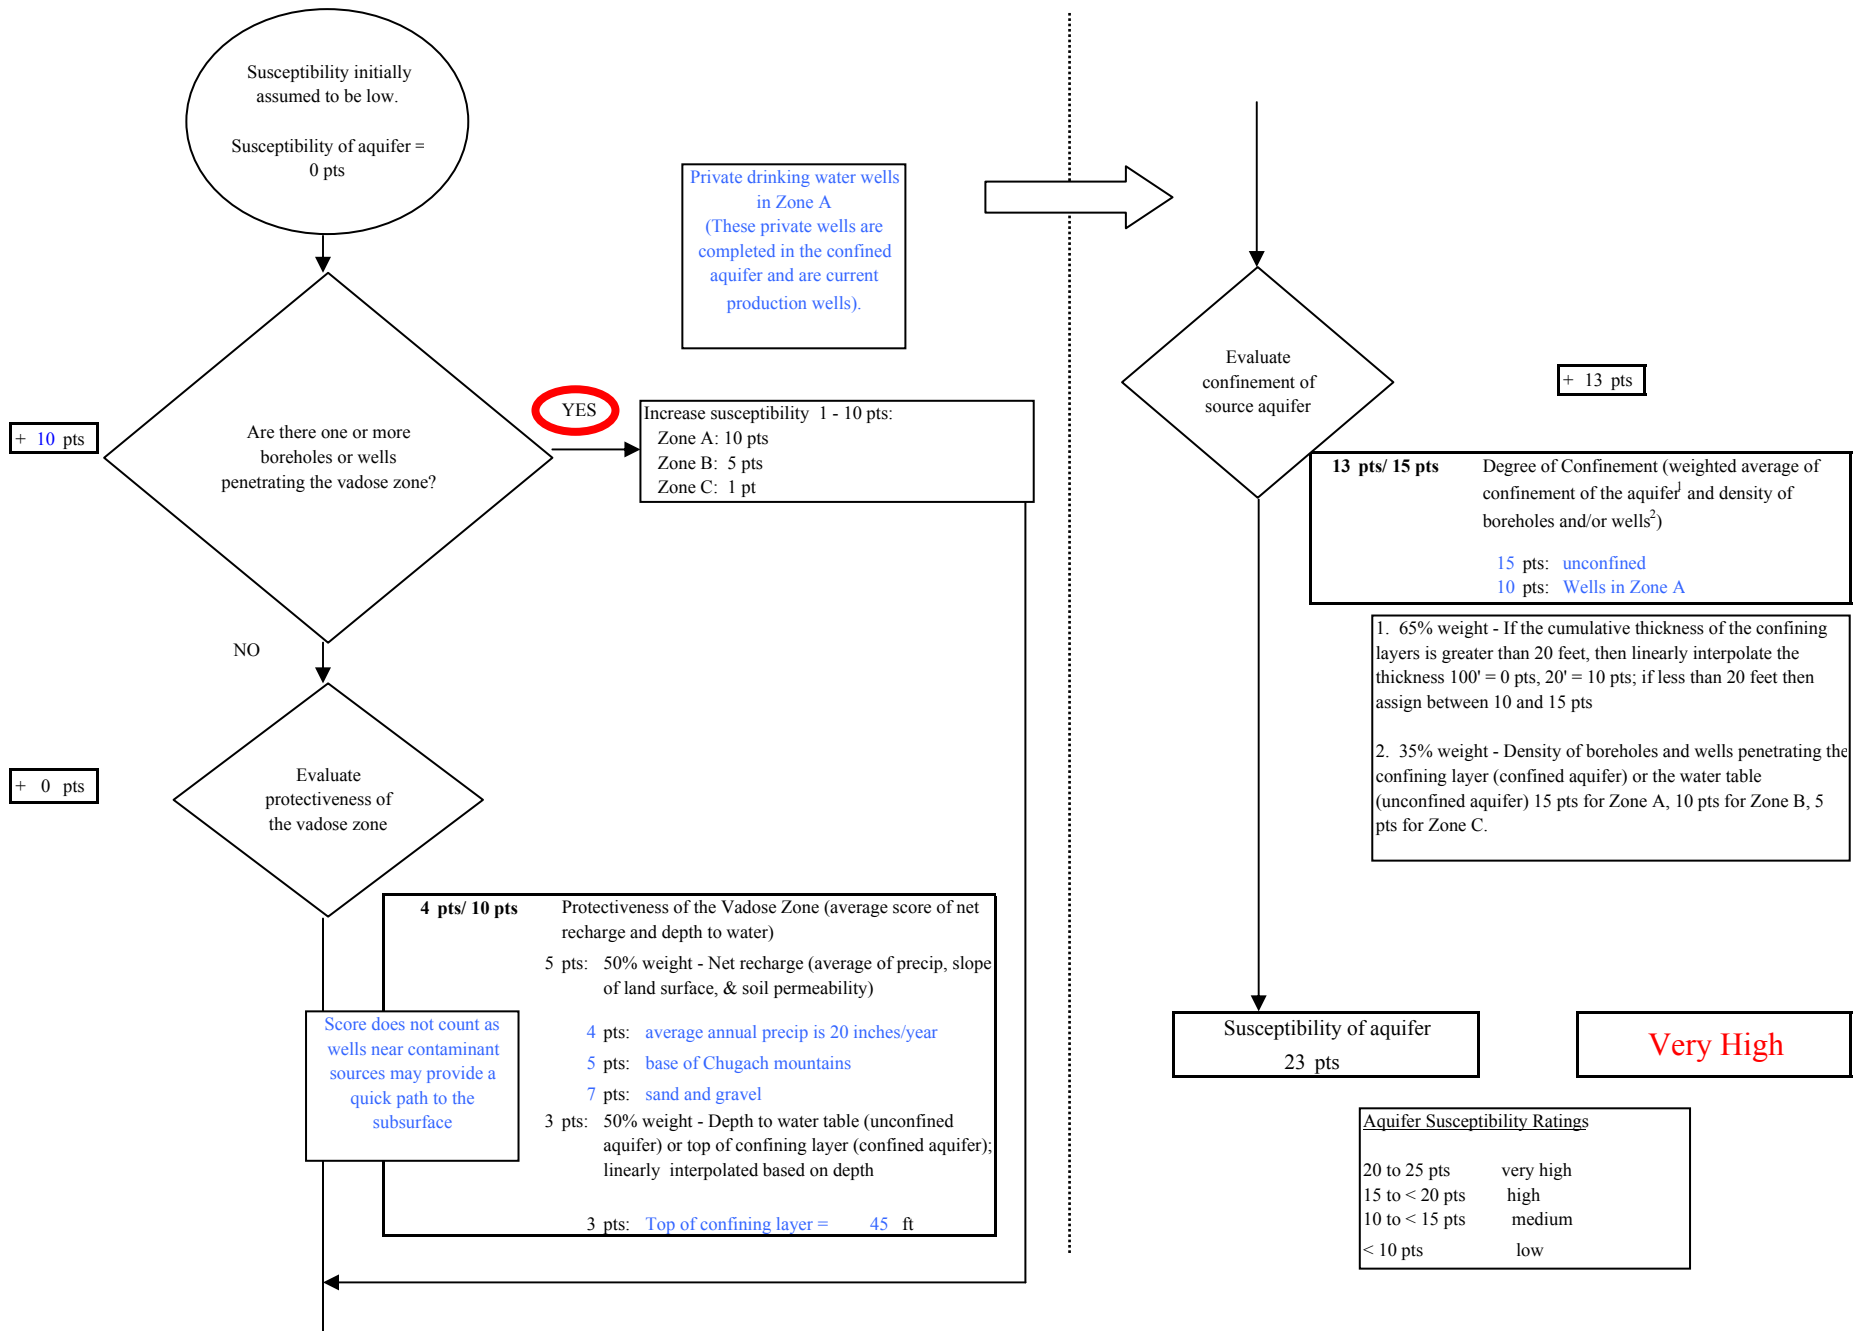 Susceptibility initially
assumed to be low.
Susceptibility of aquifer =
0 pts
Private drinking water wells
in Zone A
(These private wells are
completed in the confined
aquifer and are current
production wells).
+ 10 pts
Are there one or more
boreholes or wells
penetrating the vadose zone?
YES
Increase susceptibility 1 - 10 pts:
Zone A: 10 pts
Zone B: 5 pts
Zone C: 1 pt
NO
+ 0 pts
Evaluate
protectiveness of
the vadose zone
4 pts/ 10 pts Protectiveness of the Vadose Zone (average score of net
recharge and depth to water)
5 pts: 50% weight - Net recharge (average of precip, slope
of land surface, & soil permeability)
4 pts: average annual precip is 20 inches/year
5 pts: base of Chugach mountains
7 pts: sand and gravel
3 pts: 50% weight - Depth to water table (unconfined
aquifer) or top of confining layer (confined aquifer);
linearly interpolated based on depth
3 pts: Top of confining layer = 45 ft
Score does not count as
wells near contaminant
sources may provide a
quick path to the
subsurface
Evaluate
confinement of
source aquifer
+ 13 pts
13 pts/ 15 pts Degree of Confinement (weighted average of
confinement of the aquifer1 and density of
boreholes and/or wells2)
15 pts: unconfined
10 pts: Wells in Zone A
1. 65% weight - If the cumulative thickness of the confining
layers is greater than 20 feet, then linearly interpolate the
thickness 100' = 0 pts, 20' = 10 pts; if less than 20 feet then
assign between 10 and 15 pts
2. 35% weight - Density of boreholes and wells penetrating the
confining layer (confined aquifer) or the water table
(unconfined aquifer) 15 pts for Zone A, 10 pts for Zone B, 5
pts for Zone C.
Susceptibility of aquifer
23 pts
Very High
Aquifer Susceptibility Ratings
20 to 25 pts very high
15 to < 20 pts high
10 to < 15 pts medium
< 10 pts low